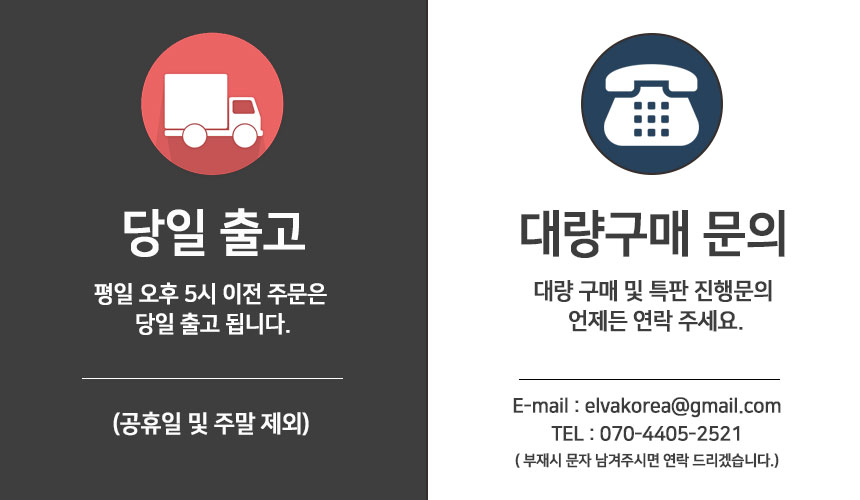 당일 출고
평일 오후 5시 이전 주문은
당일 출고 됩니다.
(공휴일 및 주말 제외)
대량구매 문의
대량 구매 및 특판 진행문의
언제든 연락 주세요.
E-mail : elvakorea@gmail.com
TEL : 070-4405-2521
( 부재시 문자 남겨주시면 연락 드리겠습니다.)